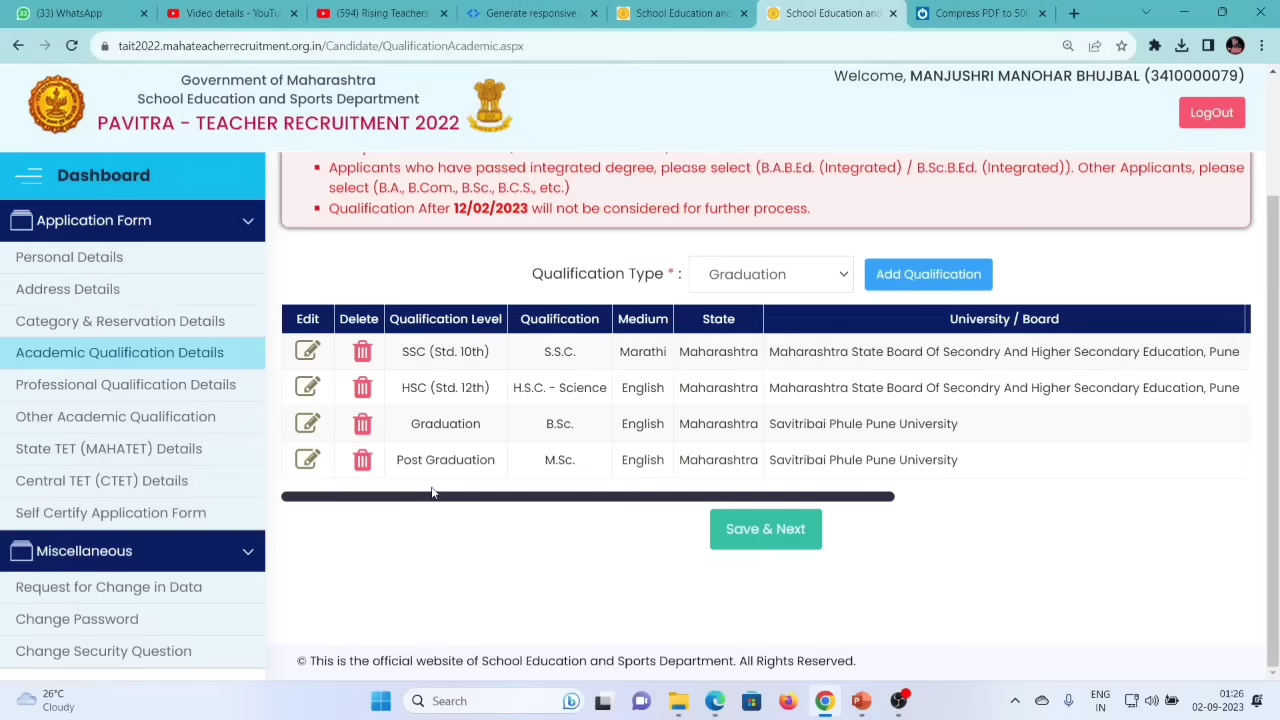 (33) WhatsApp
video details - YouTu
(594) Rising Teachers
Generate responsive c
School Education and
School Education and
Compress PDF to 500
tait2022.mahateacherrecruitment.org.in/Candidate/QualificationAcademic.aspx
Government of Maharashtra
School Education and Sports Department
PAVITRA - TEACHER RECRUITMENT 2022
Welcome, MANJUSHRI MANOHAR BHUJBAL (3410000079)
LogOut
Dashboard
Application Form
Personal Details
Address Details
Category & Reservation Details
Academic Qualification Details
Professional Qualification Details
Other Academic Qualification
State TET (MAHATET) Details
Central TET (CTET) Details
Self Certify Application Form
Miscellaneous
Request for Change in Data
Change Password
Change Security Question
Applicants who have passed integrated degree, please select (B.A.B.Ed. (Integrated) / B.Sc.B.Ed. (Integrated)). Other Applicants, please
select (B.A., B.Com., B.Sc., B.C.S., etc.)
Qualification After 12/02/2023 will not be considered for further process.
Qualification Type * : Graduation Add Qualification
Edit Delete Qualification Level Qualification Medium State University / Board
SSC (Std. 10th) S.S.C. Marathi Maharashtra Maharashtra State Board Of Secondry And Higher Secondary Education, Pune
HSC (Std. 12th) H.S.C. - Science English Maharashtra Maharashtra State Board Of Secondry And Higher Secondary Education, Pune
Graduation B.Sc. English Maharashtra Savitribai Phule Pune University
Post Graduation M.Sc. English Maharashtra Savitribai Phule Pune University
Save & Next
© This is the official website of School Education and Sports Department. All Rights Reserved.
26°C
Cloudy
Search
ENG
IN
01:26
02-09-2023